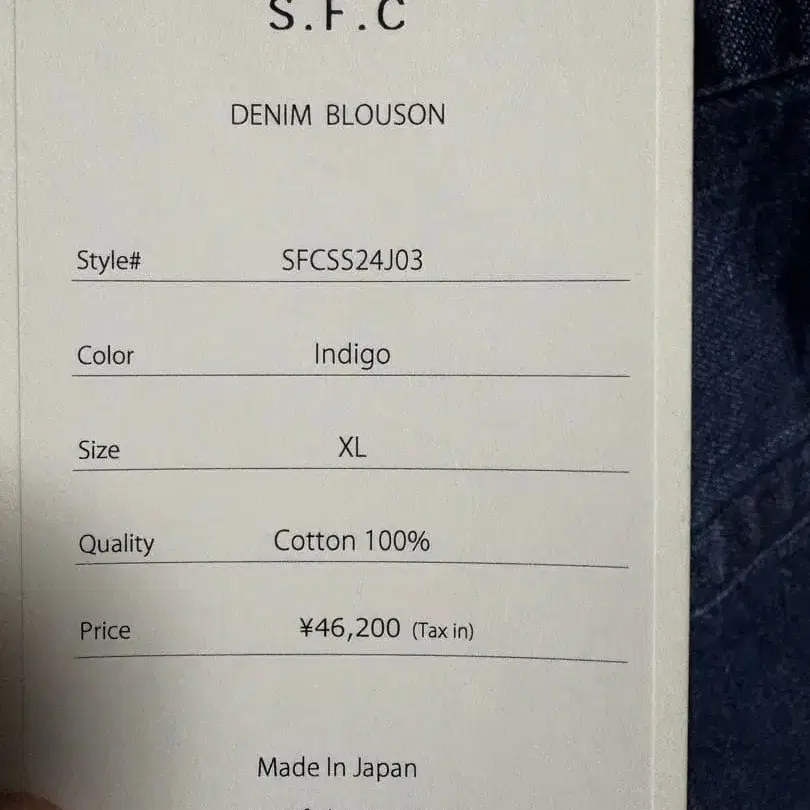 S.F.C
DENIM BLOUSON
Style# SFCSS24J03
Color Indigo
Size XL
Quality Cotton 100%
Price ¥46,200 (Tax in)
Made In Japan